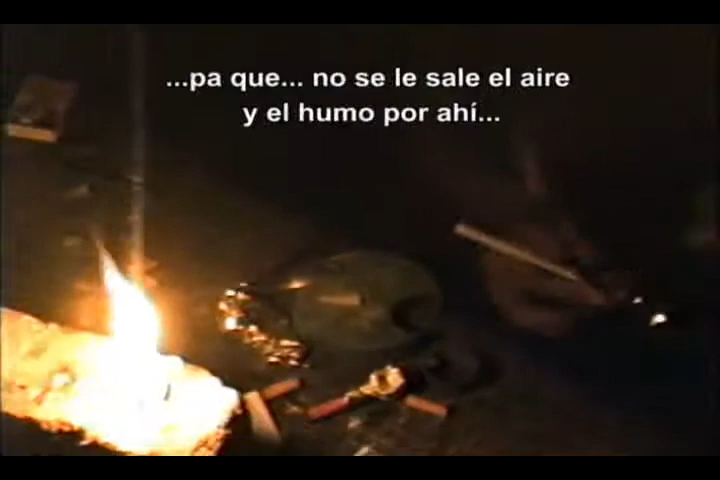 ...pa que... no se le sale el aire
y el humo por ahí...